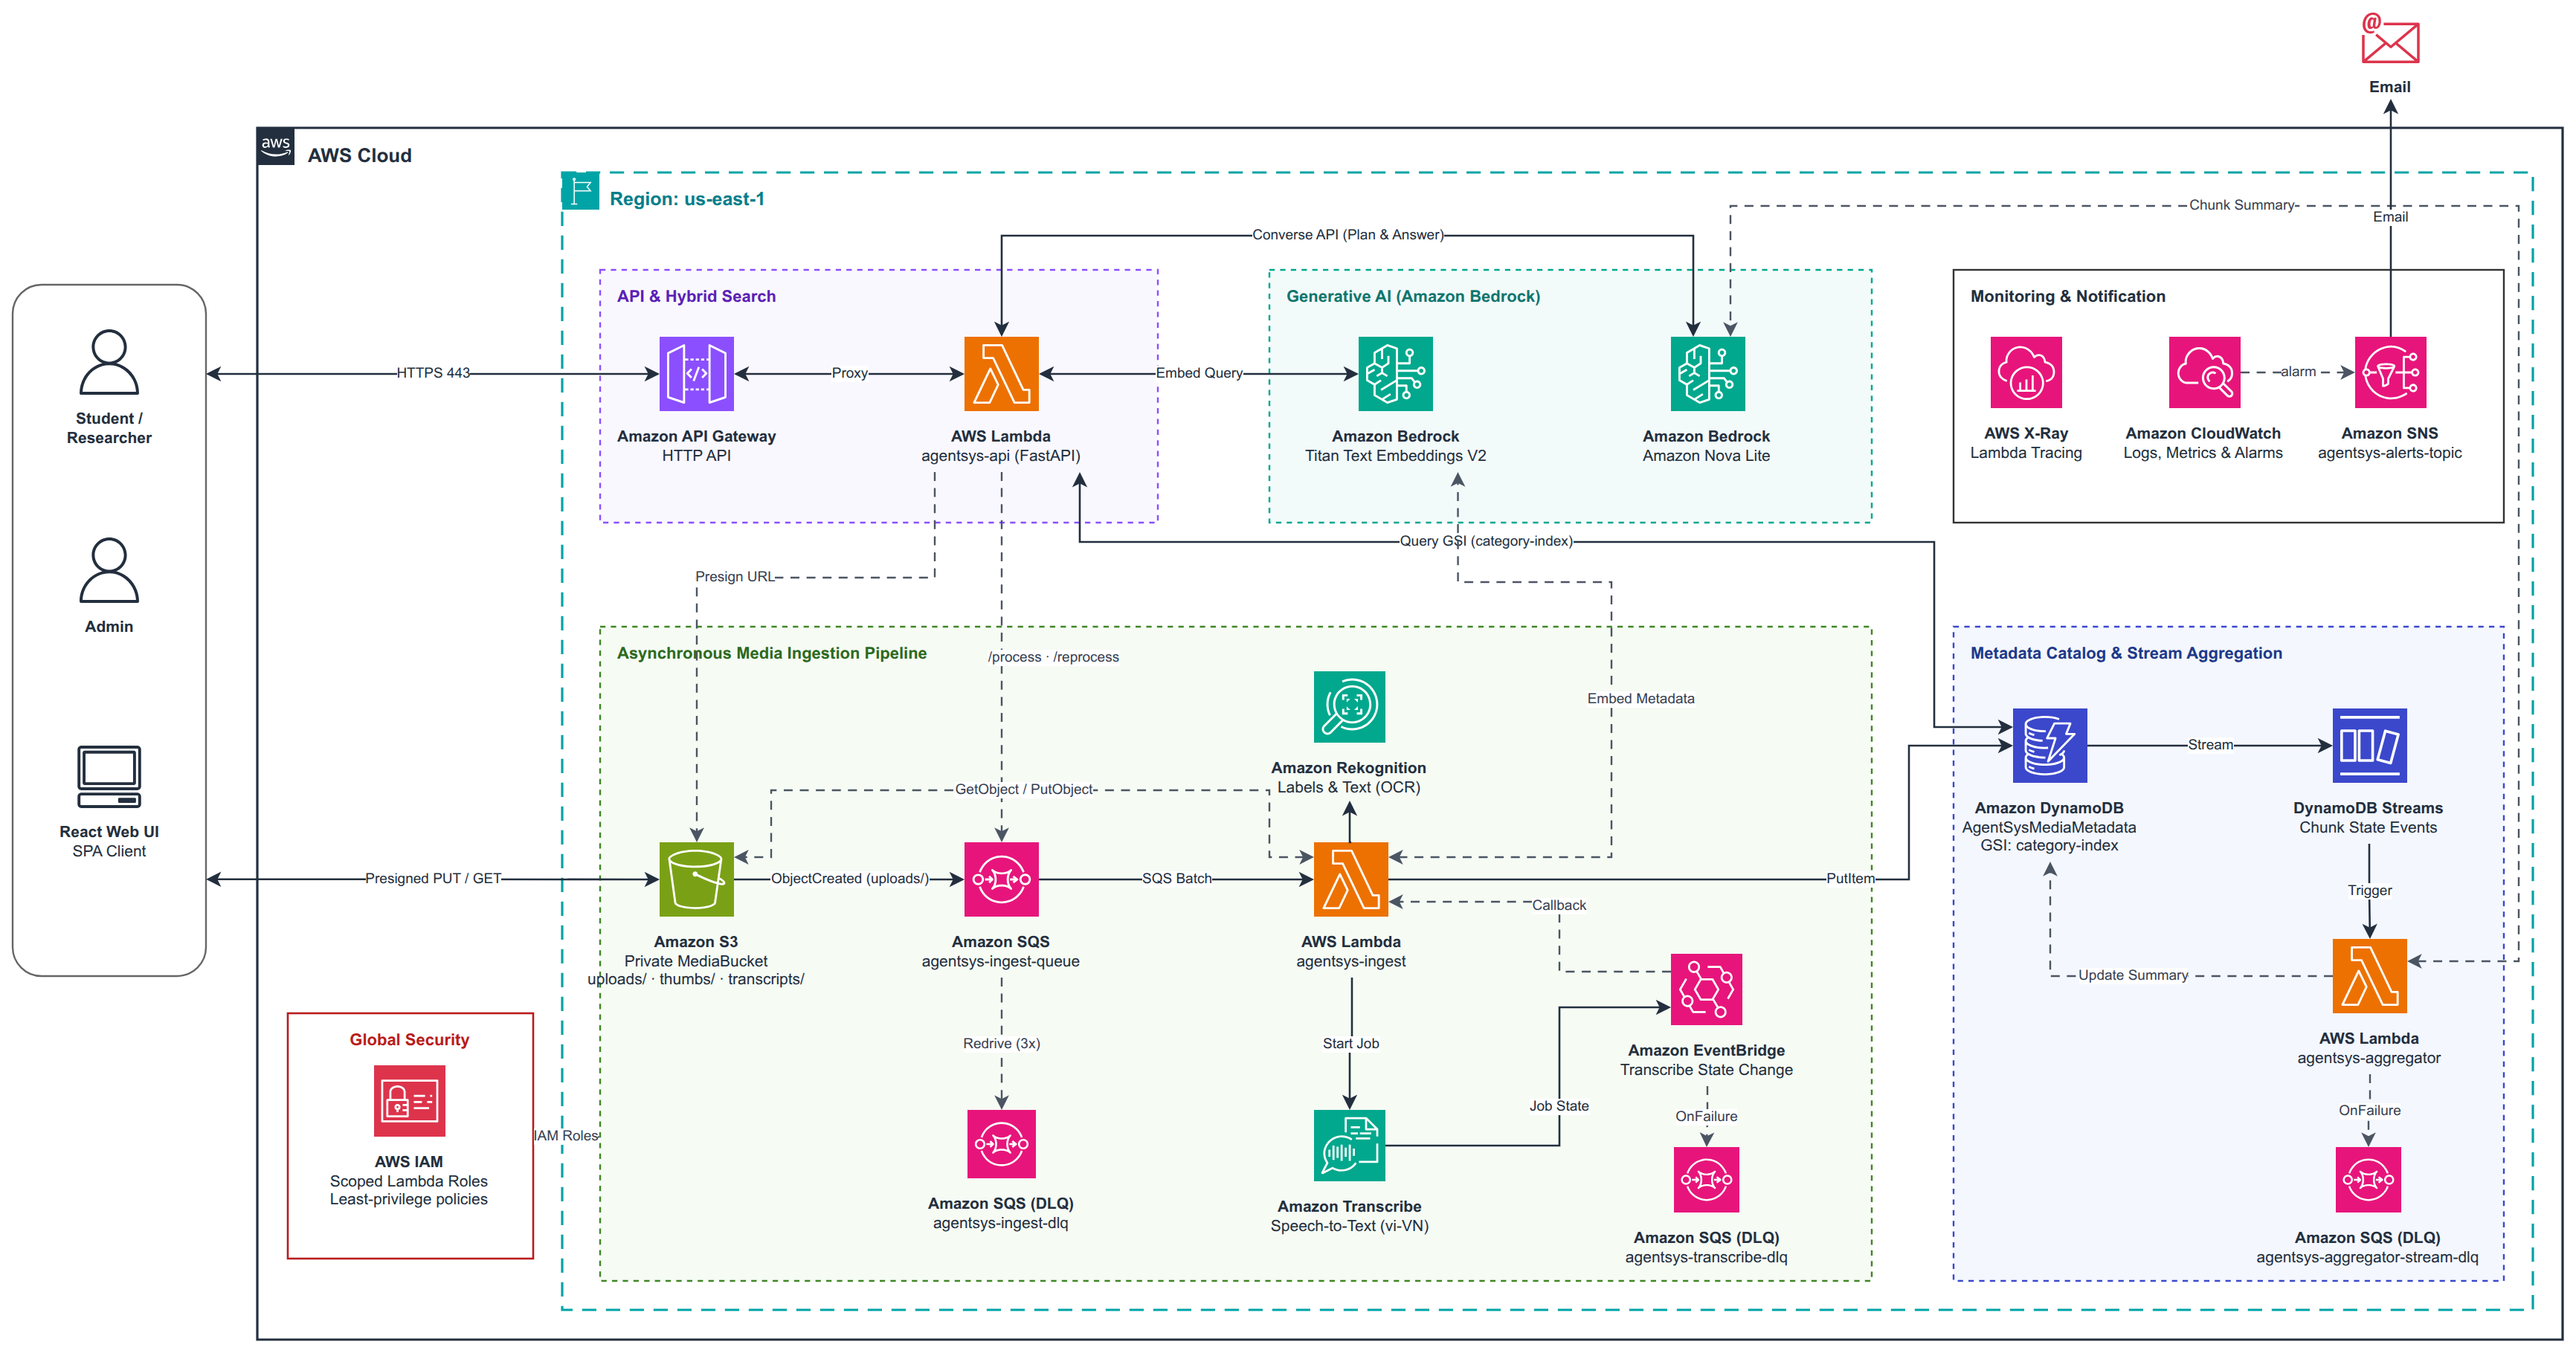 @
Email
aws
AWS Cloud
Region: us-east-1
Chunk Summary
Email
Converse API (Plan & Answer)
API & Hybrid Search
Generative AI (Amazon Bedrock)
Monitoring & Notification
HTTPS 443
</>
Proxy
Embed Query
alarm
Student /
Researcher
Amazon API Gateway
HTTP API
AWS Lambda
agentsys-api (FastAPI)
Amazon Bedrock
Titan Text Embeddings V2
Amazon Bedrock
Amazon Nova Lite
AWS X-Ray
Lambda Tracing
Amazon CloudWatch
Logs, Metrics & Alarms
Amazon SNS
agentsys-alerts-topic
Query GSI (category-index)
Presign URL
Admin
Asynchronous Media Ingestion Pipeline
/process · /reprocess
Metadata Catalog & Stream Aggregation
Embed Metadata
Stream
Amazon Rekognition
Labels & Text (OCR)
GetObject / PutObject
Amazon DynamoDB
AgentSysMediaMetadata
GSI: category-index
DynamoDB Streams
Chunk State Events
React Web UI
SPA Client
Presigned PUT / GET
ObjectCreated (uploads/)
SQS Batch
PutItem
Trigger
Callback
Amazon S3
Private MediaBucket
uploads/ · thumbs/ · transcripts/
Amazon SQS
agentsys-ingest-queue
AWS Lambda
agentsys-ingest
Update Summary
Global Security
Redrive (3x)
Start Job
Amazon EventBridge
Transcribe State Change
AWS Lambda
agentsys-aggregator
Job State
OnFailure
OnFailure
IAM Roles
AWS IAM
Scoped Lambda Roles
Least-privilege policies
Amazon SQS (DLQ)
agentsys-ingest-dlq
Amazon Transcribe
Speech-to-Text (vi-VN)
Amazon SQS (DLQ)
agentsys-transcribe-dlq
Amazon SQS (DLQ)
agentsys-aggregator-stream-dlq